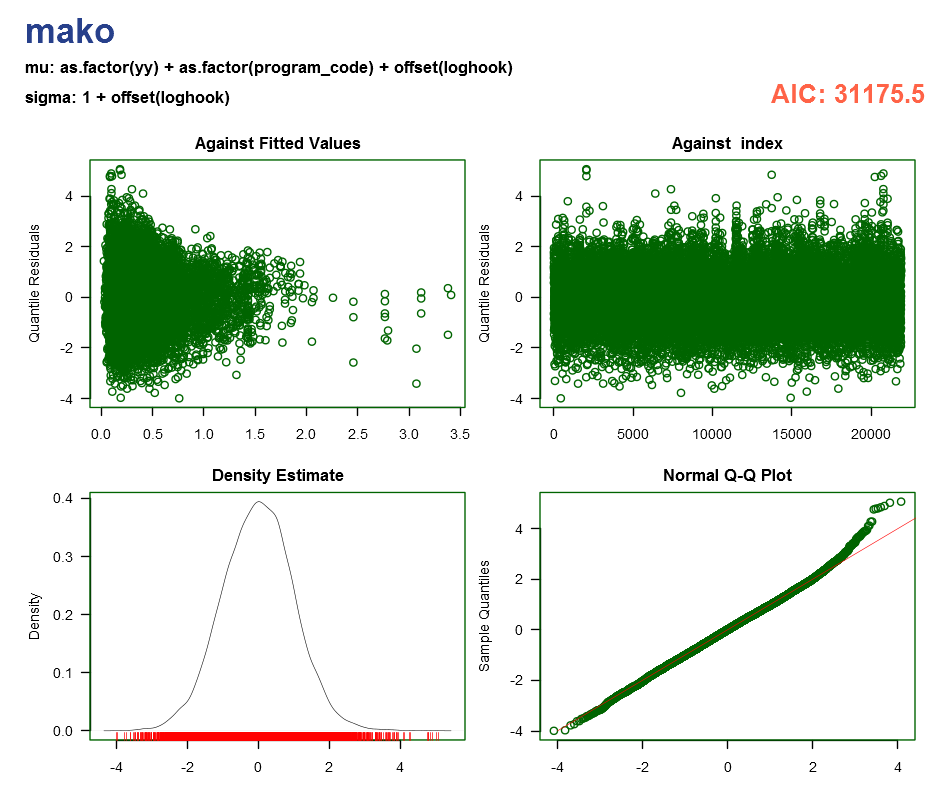 mako
mu: as.factor(yy) + as.factor(program_code) + offset(loghook)
sigma: 1 + offset(loghook)
AIC: 31175.5
Against Fitted Values
Quantile Residuals
4
2
0
-2
-4
0.0 0.5 1.0 1.5 2.0 2.5 3.0 3.5
Against  index
Quantile Residuals
4
2
0
-2
-4
0 5000 10000 15000 20000
Density Estimate
Density
0.4
0.3
0.2
0.1
0.0
-4 -2 0 2 4
Normal Q-Q Plot
Sample Quantiles
4
2
0
-2
-4
-4 -2 0 2 4